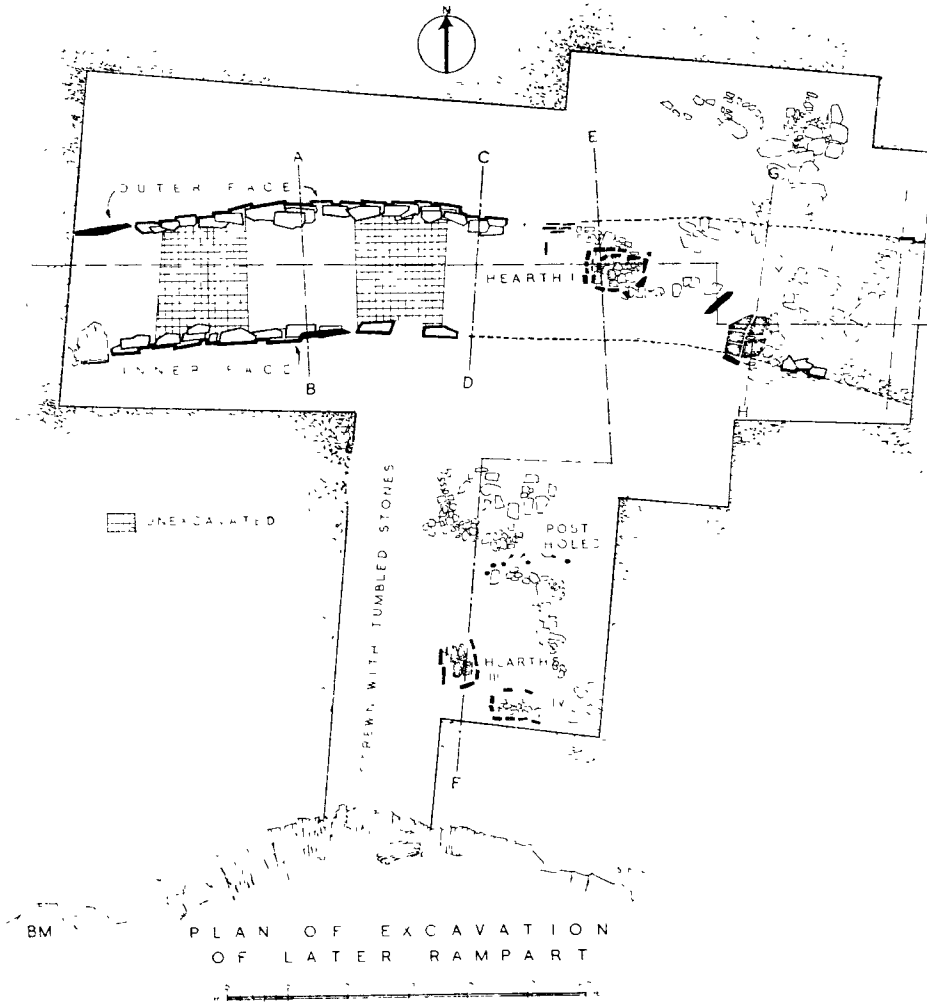 N
E
A
C
G
OUTER FACE
HEARTH I
INNER FACE
B
D
H
STREWN WITH TUMBLED STONES
UNEXCAVATED
POST
HOLES
HEARTHS
III
IV
F
BM
PLAN OF EXCAVATION
OF LATER RAMPART